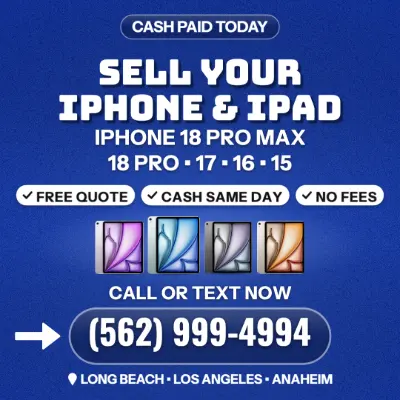 CASH PAID TODAY
SELL YOUR
IPHONE & IPAD
IPHONE 18 PRO MAX
18 PRO • 17 • 16 • 15
✓ FREE QUOTE ✓ CASH SAME DAY ✓ NO FEES
CALL OR TEXT NOW
(562) 999-4994
LONG BEACH • LOS ANGELES • ANAHEIM